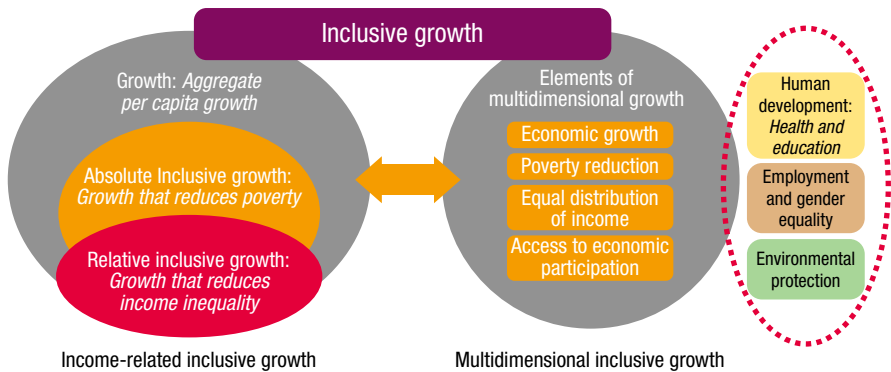 Inclusive growth
Growth: Aggregate
per capita growth
Absolute Inclusive growth:
Growth that reduces poverty
Relative inclusive growth:
Growth that reduces
income inequality
Income-related inclusive growth
Elements of
multidimensional growth
Economic growth
Poverty reduction
Equal distribution
of income
Access to economic
participation
Multidimensional inclusive growth
Human
development:
Health and
education
Employment
and gender
equality
Environmental
protection